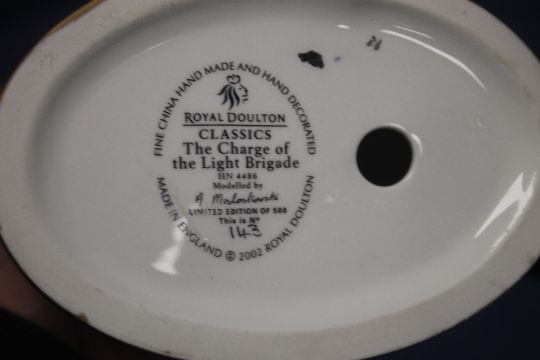 FINE CHINA HAND MADE AND HAND DECORATED
ROYAL DOULTON
CLASSICS
The Charge of
the Light Brigade
HN 4486
Modelled by
A. Maslankowski
LIMITED EDITION OF 500
This is Nº
143
MADE IN ENGLAND © 2002 ROYAL DOULTON